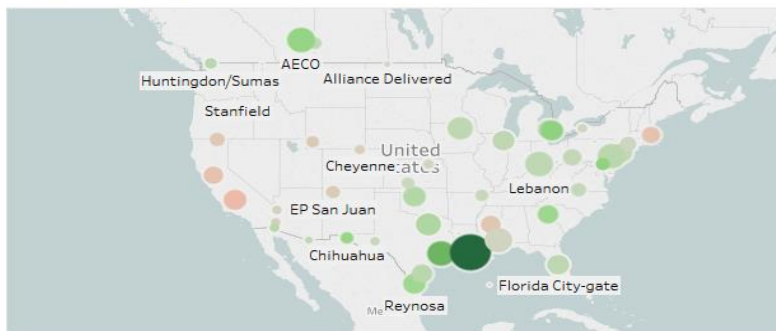 AECO
Huntingdon/Sumas
Alliance Delivered
Stanfield
United
States
Cheyenne
Lebanon
EP San Juan
Chihuahua
Florida City-gate
Reynosa